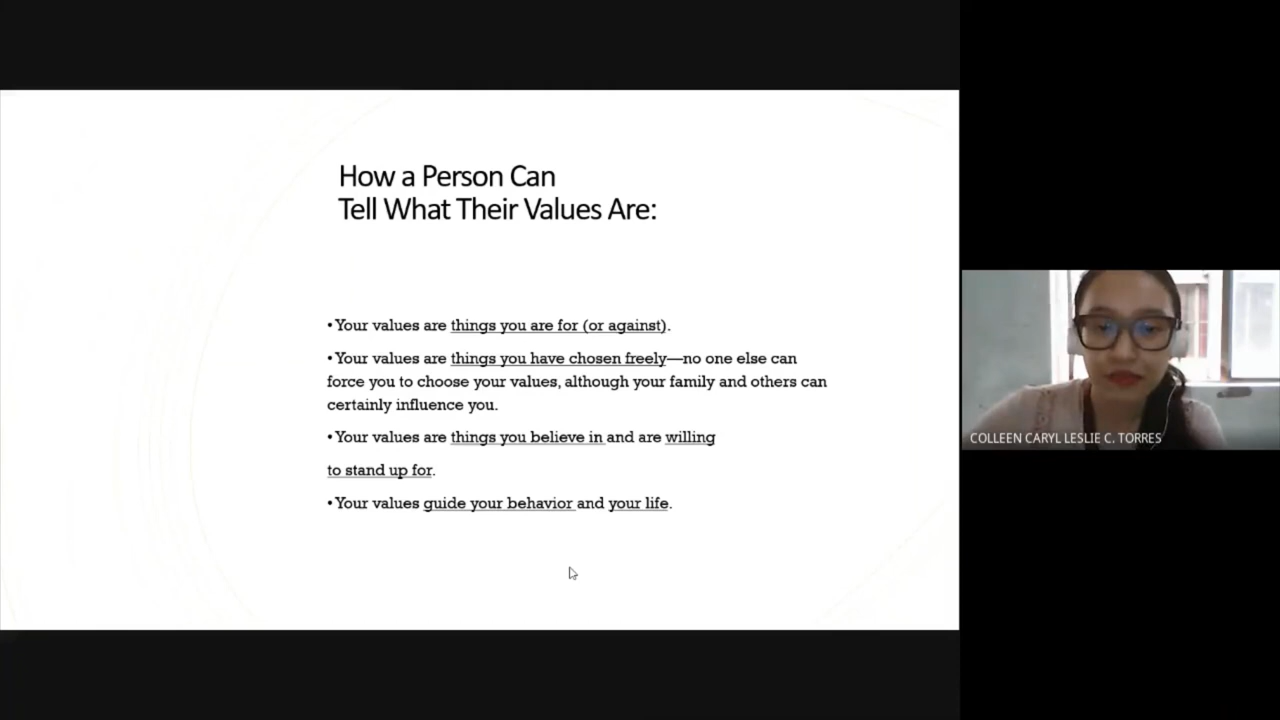 How a Person Can
Tell What Their Values Are:
•Your values are things you are for (or against).
•Your values are things you have chosen freely—no one else can
force you to choose your values, although your family and others can
certainly influence you.
•Your values are things you believe in and are willing
to stand up for.
•Your values guide your behavior and your life.
COLLEEN CARYL LESLIE C. TORRES